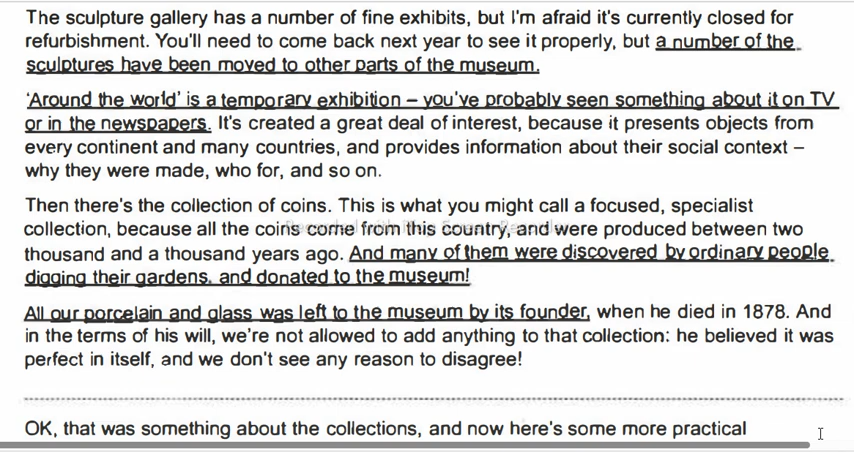 The sculpture gallery has a number of fine exhibits, but I'm afraid it's currently closed for
refurbishment. You'll need to come back next year to see it properly, but a number of the
sculptures have been moved to other parts of the museum.
'Around the world' is a temporary exhibition – you've probably seen something about it on TV
or in the newspapers. It's created a great deal of interest, because it presents objects from
every continent and many countries, and provides information about their social context –
why they were made, who for, and so on.
Then there's the collection of coins. This is what you might call a focused, specialist
collection, because all the coins come from this country, and were produced between two
thousand and a thousand years ago. And many of them were discovered by ordinary people
digging their gardens, and donated to the museum!
All our porcelain and glass was left to the museum by its founder, when he died in 1878. And
in the terms of his will, we're not allowed to add anything to that collection: he believed it was
perfect in itself, and we don't see any reason to disagree!
OK, that was something about the collections, and now here's some more practical